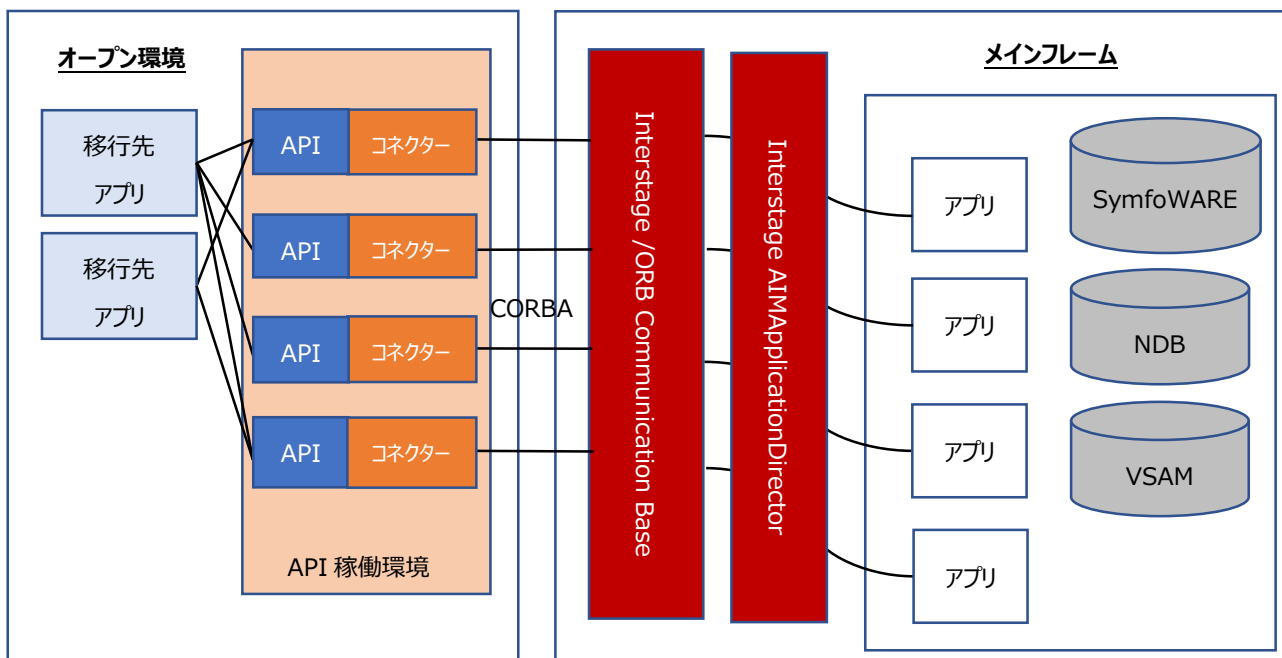 オープン環境
移行先
アプリ
移行先
アプリ
API
コネクター
API
コネクター
API
コネクター
API
コネクター
API 稼働環境
CORBA
Interstage /ORB Communication Base
Interstage AIMApplicationDirector
メインフレーム
アプリ
アプリ
アプリ
アプリ
SymfoWARE
NDB
VSAM